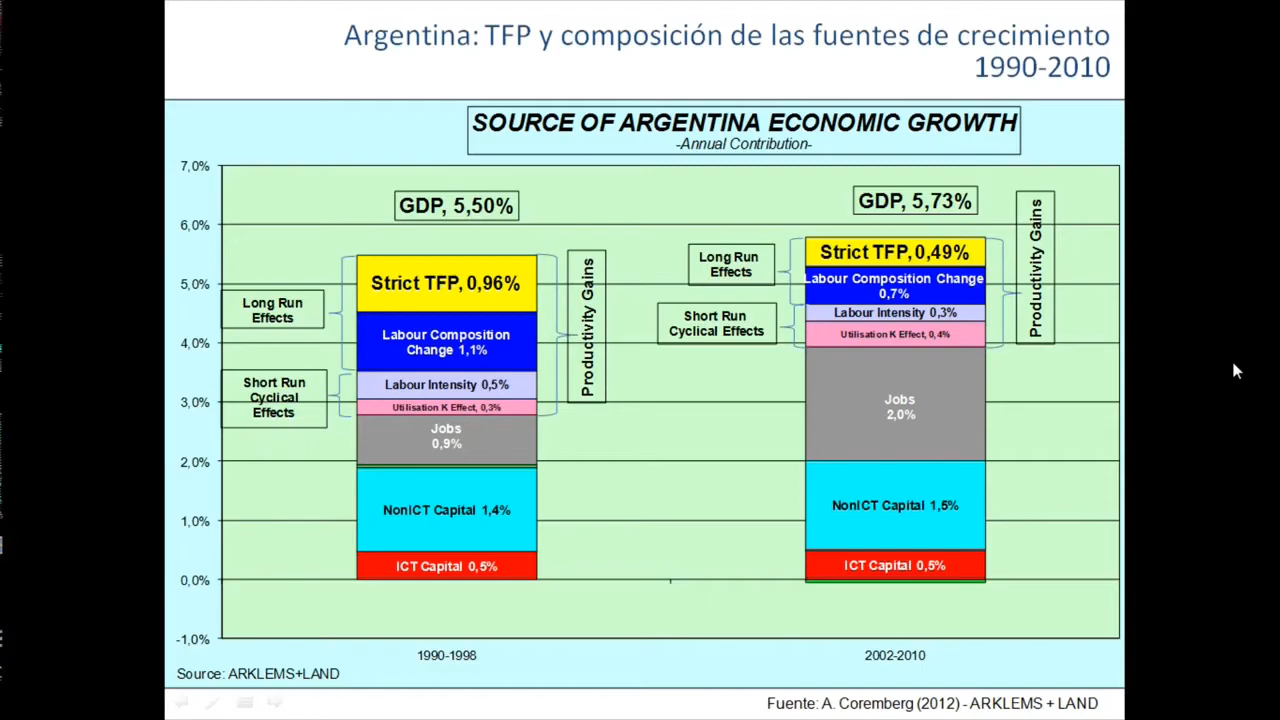 Argentina: TFP y composición de las fuentes de crecimiento
1990-2010
SOURCE OF ARGENTINA ECONOMIC GROWTH
-Annual Contribution-
7,0%
6,0%
5,0%
4,0%
3,0%
2,0%
1,0%
0,0%
-1,0%
GDP, 5,50%
Strict TFP, 0,96%
Labour Composition
Change 1,1%
Labour Intensity 0,5%
Utilisation K Effect, 0,3%
Jobs
0,9%
NonICT Capital 1,4%
ICT Capital 0,5%
Long Run
Effects
Short Run
Cyclical
Effects
Productivity Gains
GDP, 5,73%
Strict TFP, 0,49%
Labour Composition Change
0,7%
Labour Intensity 0,3%
Utilisation K Effect, 0,4%
Jobs
2,0%
NonICT Capital 1,5%
ICT Capital 0,5%
Long Run
Effects
Short Run
Cyclical Effects
Productivity Gains
1990-1998
2002-2010
Source: ARKLEMS+LAND
Fuente: A. Coremberg (2012) - ARKLEMS + LAND